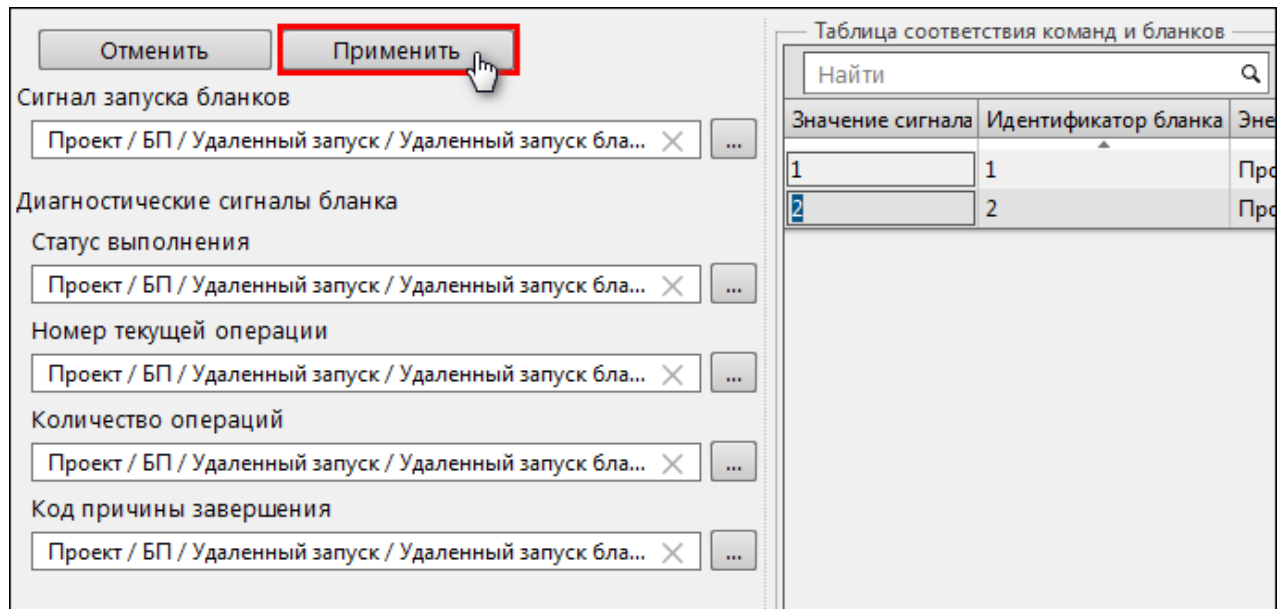 Отменить
Применить
Сигнал запуска бланков
Проект / БП / Удаленный запуск / Удаленный запуск бла... ...
Диагностические сигналы бланка
Статус выполнения
Проект / БП / Удаленный запуск / Удаленный запуск бла... ...
Номер текущей операции
Проект / БП / Удаленный запуск / Удаленный запуск бла... ...
Количество операций
Проект / БП / Удаленный запуск / Удаленный запуск бла... ...
Код причины завершения
Проект / БП / Удаленный запуск / Удаленный запуск бла... ...
Таблица соответствия команд и бланков
Найти
Значение сигнала Идентификатор бланка Эне
1 1 Про
2 2 Про